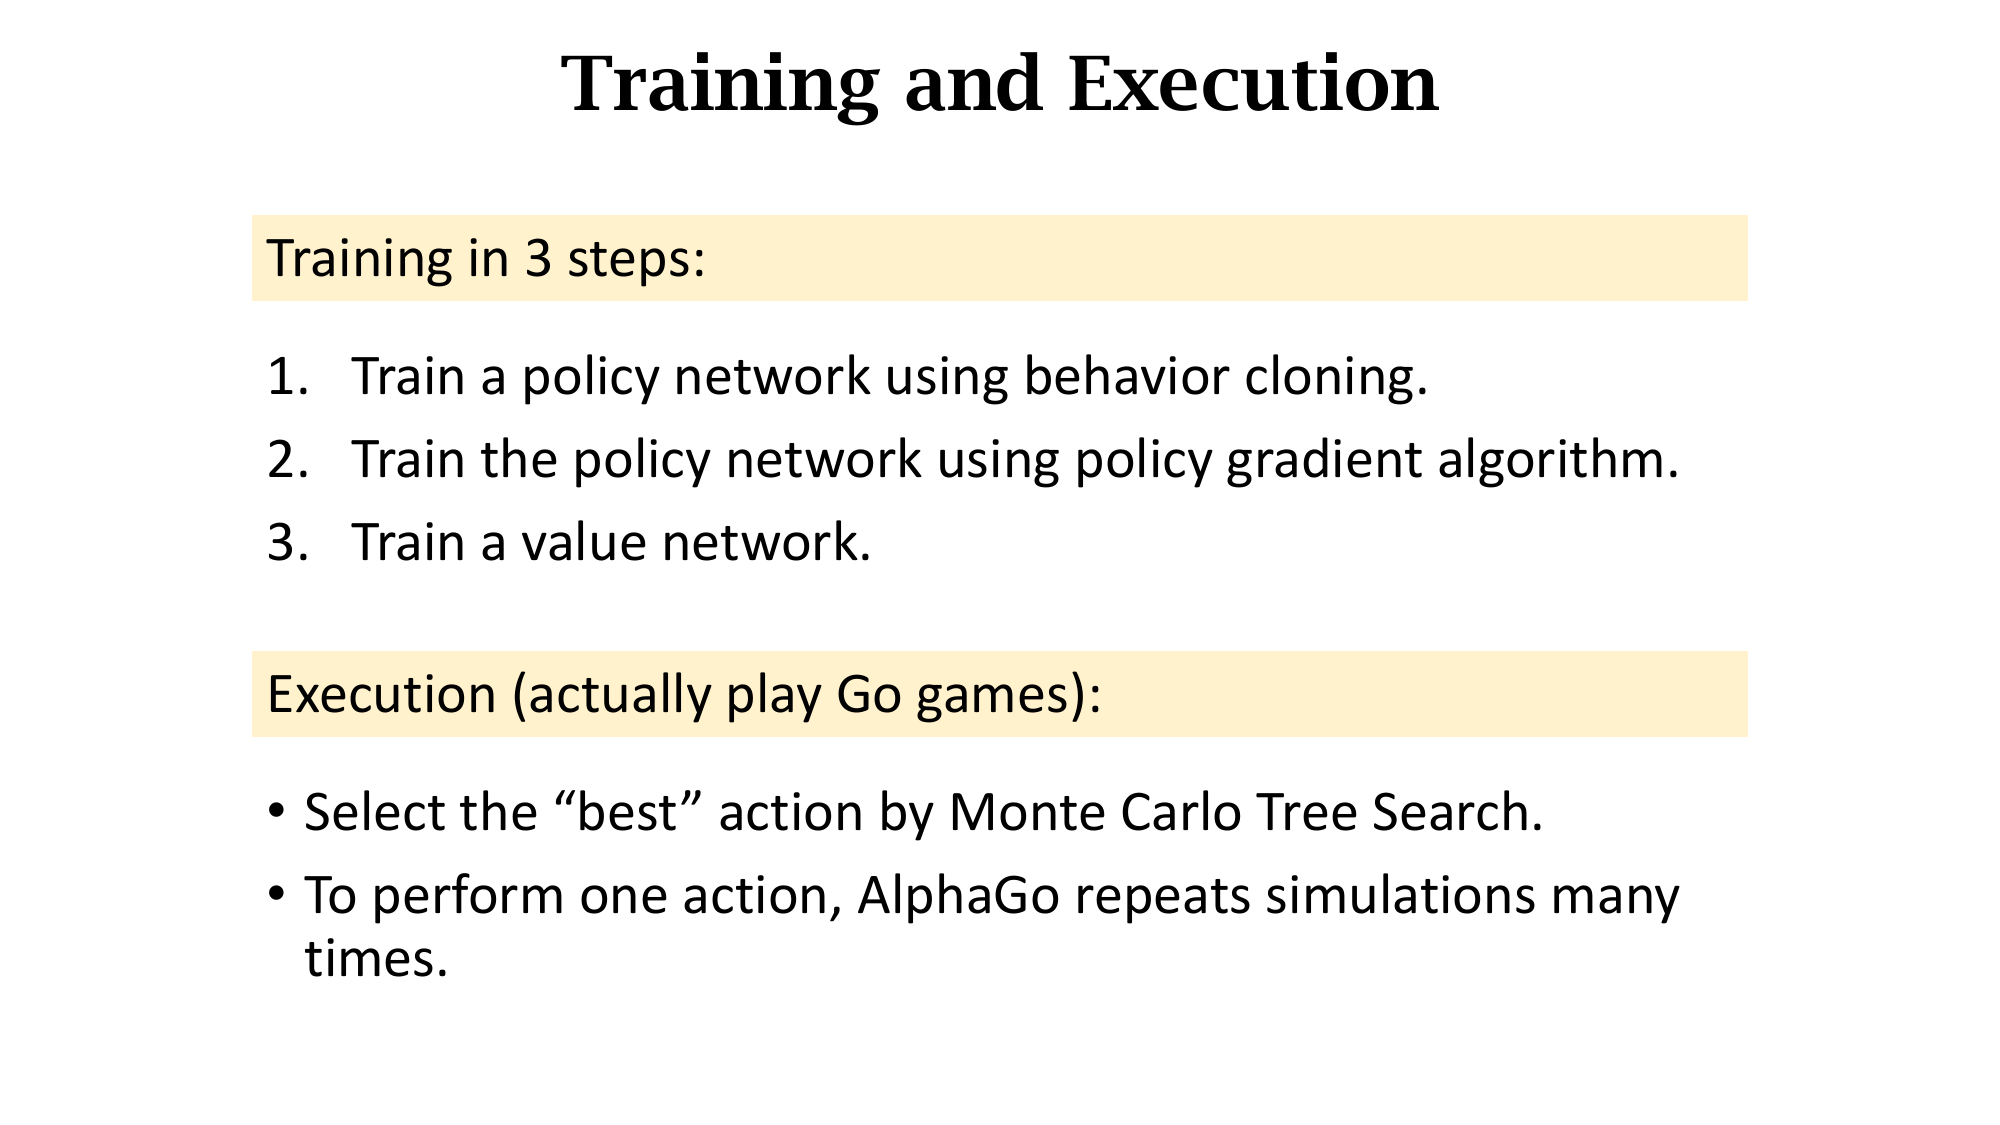 Training and Execution
Training in 3 steps:
1. Train a policy network using behavior cloning.
2. Train the policy network using policy gradient algorithm.
3. Train a value network.
Execution (actually play Go games):
• Select the “best” action by Monte Carlo Tree Search.
• To perform one action, AlphaGo repeats simulations many
times.